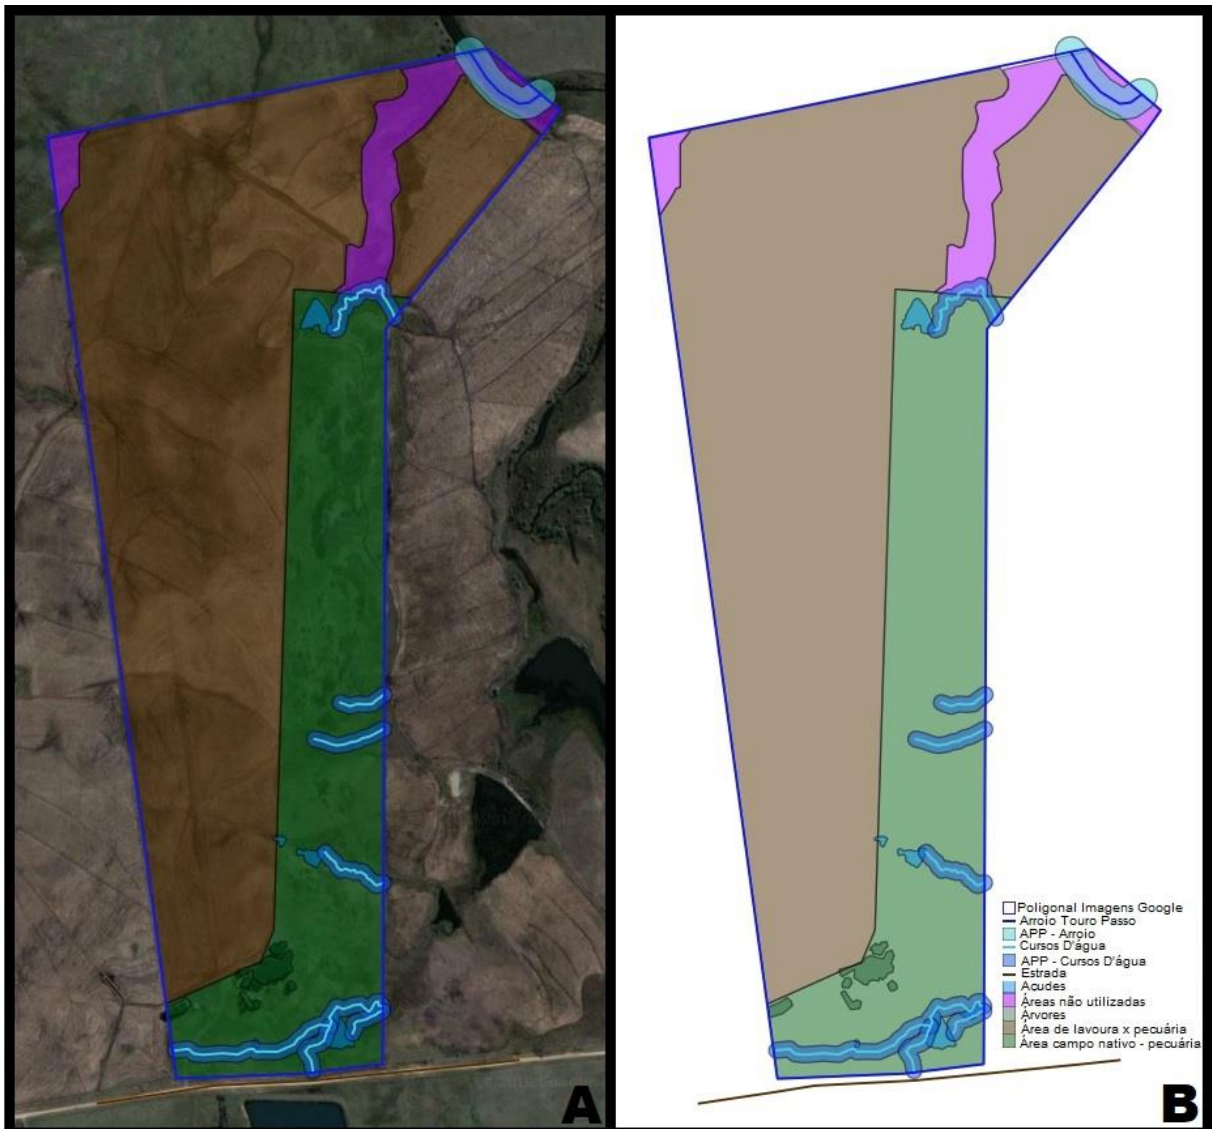 Poligonal Imagens Google
Arroio Touro Passo
APP - Arroio
Cursos D'água
APP - Cursos D'água
Estrada
Acudes
Áreas não utilizadas
Árvores
Área de lavoura x pecuária
Área campo nativo - pecuária
A
B